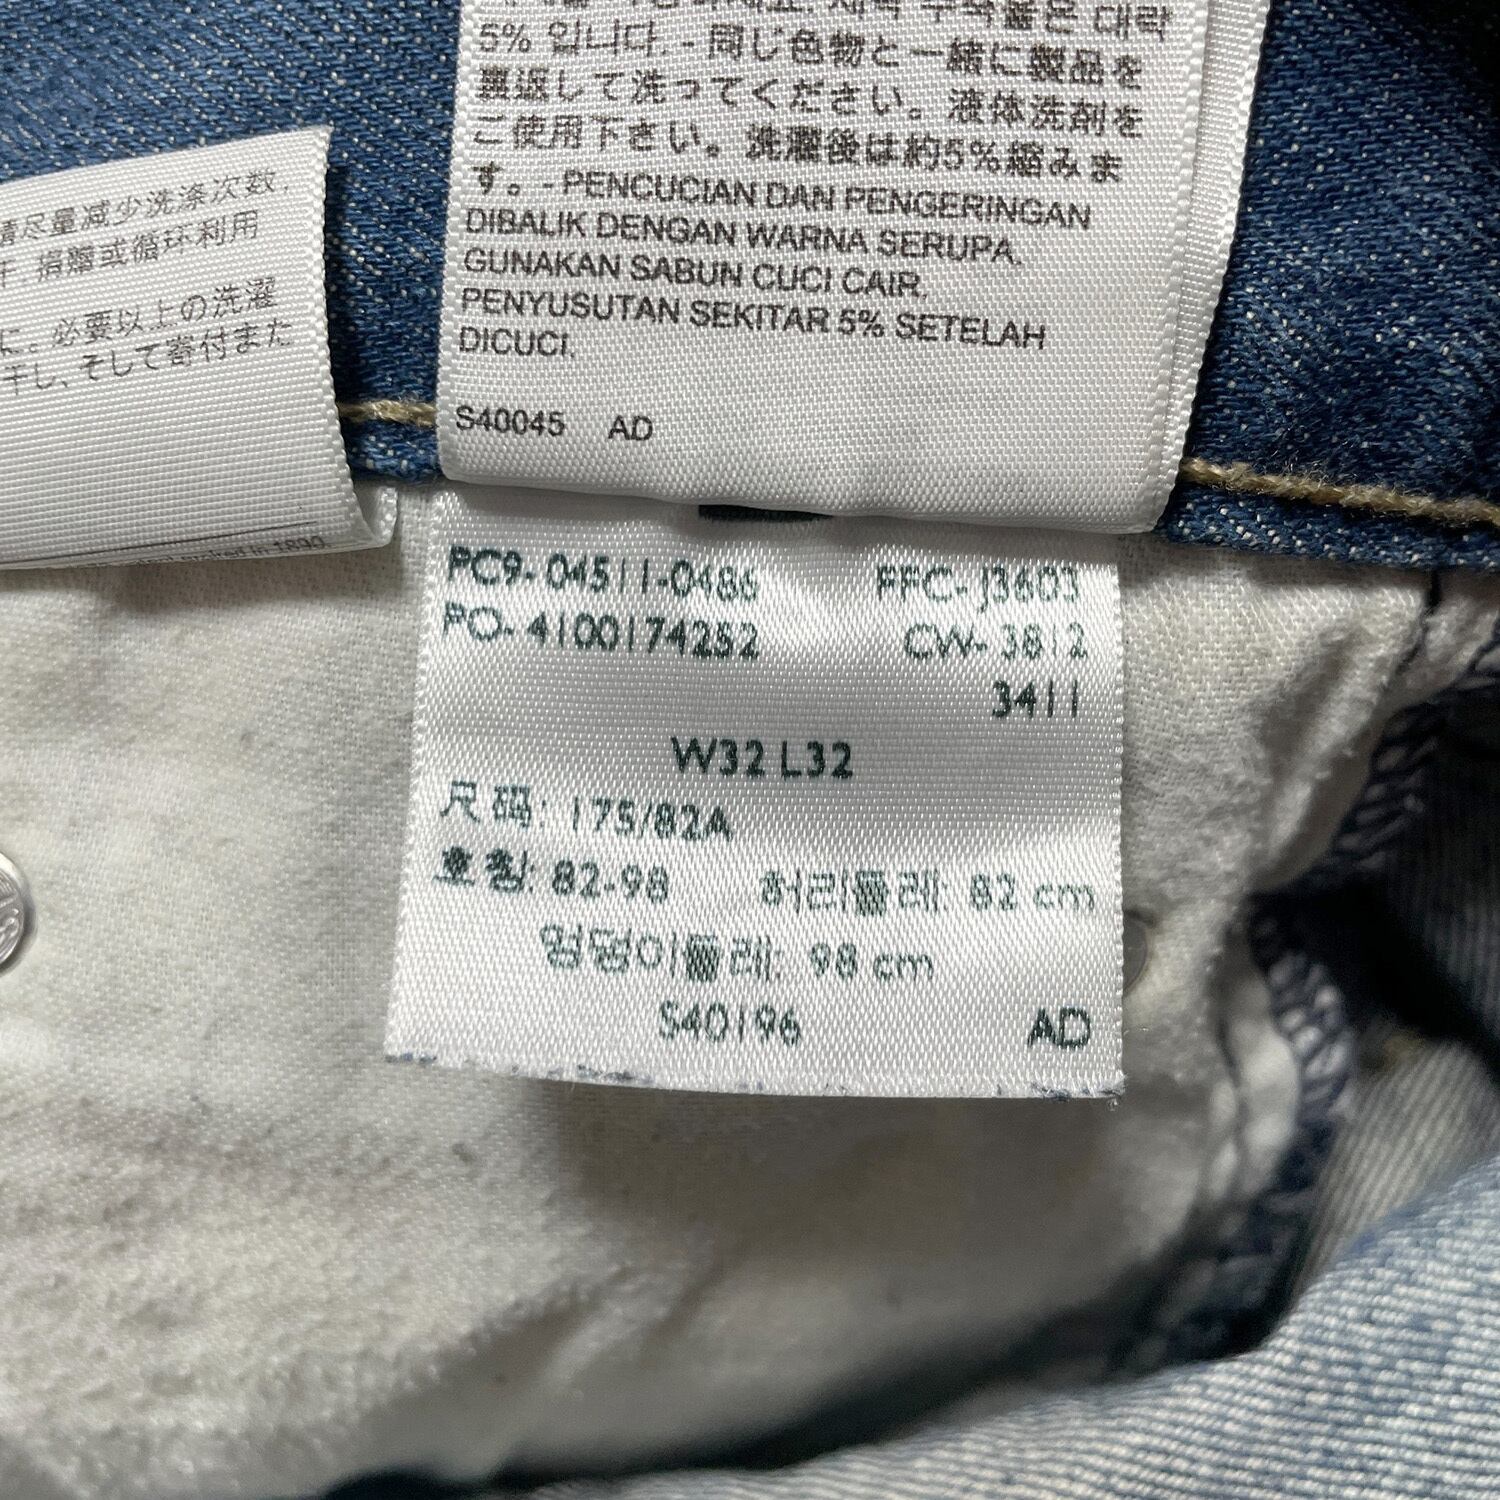 请尽量减少洗涤次数,
捐赠或循环利用
に。必要以上の洗濯
干し、そして寄付また
in 1890.
5% 입니다. - 同じ色物と一緒に製品を
裏返して洗ってください。液体洗剤を
ご使用下さい。洗濯後は約5%縮みま
す。- PENCUCIAN DAN PENGERINGAN
DIBALIK DENGAN WARNA SERUPA.
GUNAKAN SABUN CUCI CAIR.
PENYUSUTAN SEKITAR 5% SETELAH
DICUCI.
S40045 AD
PC9-04511-0486 FFC-J3603
PO-4100174252 CW-3812
3411
W32 L32
尺码: 175/82A
호칭: 82-98 허리둘레: 82 cm
엉덩이둘레: 98 cm
S40196 AD